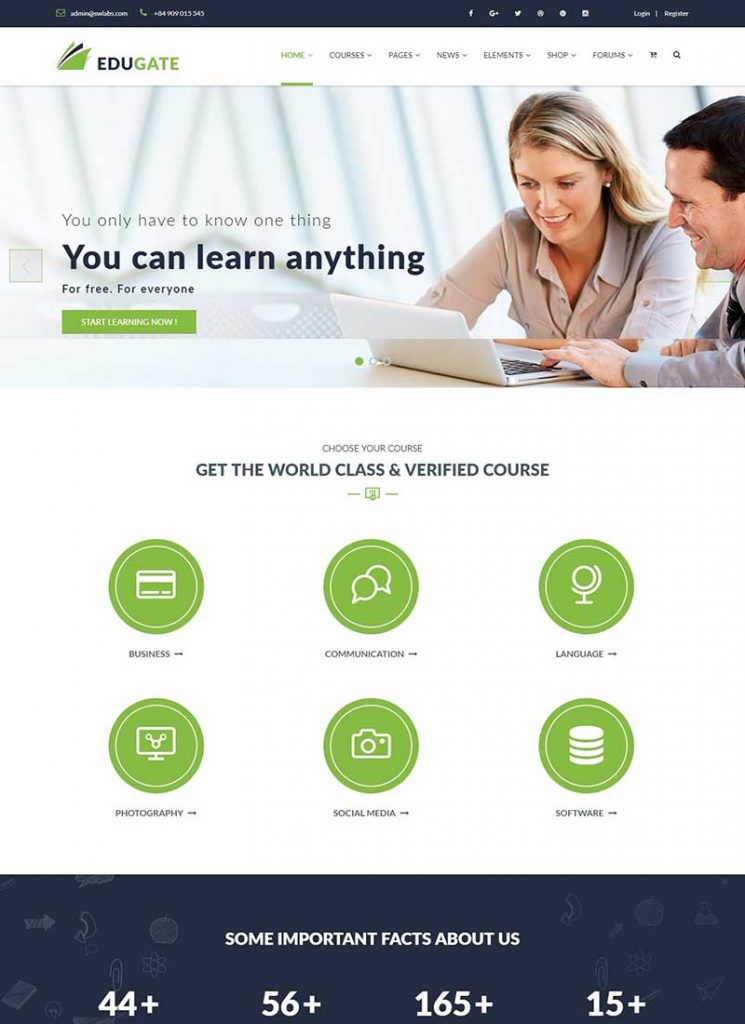 admin@swlabs.com +84 909 015 345 Login | Register
EDUGATE
HOME COURSES PAGES NEWS ELEMENTS SHOP FORUMS
You only have to know one thing
You can learn anything
For free. For everyone
START LEARNING NOW !
CHOOSE YOUR COURSE
GET THE WORLD CLASS & VERIFIED COURSE
BUSINESS COMMUNICATION LANGUAGE
PHOTOGRAPHY SOCIAL MEDIA SOFTWARE
SOME IMPORTANT FACTS ABOUT US
44+ 56+ 165+ 15+